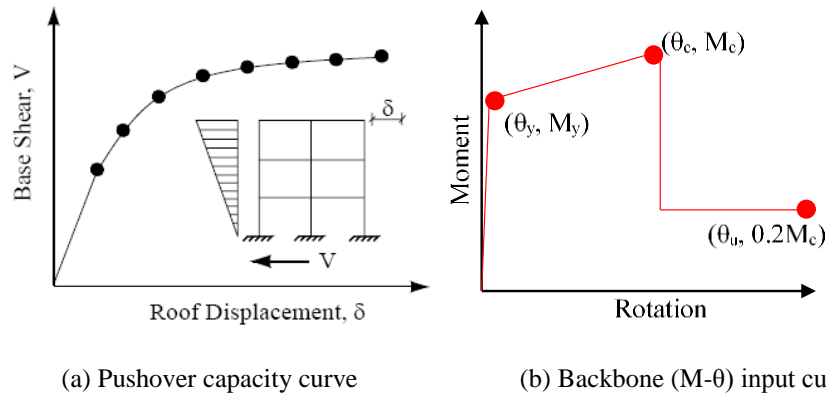 Base Shear, V
δ
V
Roof Displacement, δ
(a) Pushover capacity curve
Moment
(θc, Mc)
(θy, My)
(θu, 0.2Mc)
Rotation
(b) Backbone (M-θ) input cu